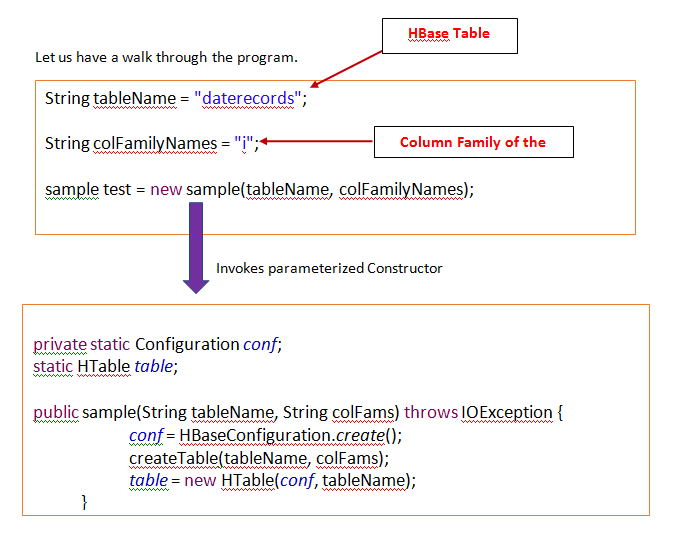 HBase Table
Let us have a walk through the program.
String tableName = "daterecords";
String colFamilyNames = "i";
Column Family of the
sample test = new sample(tableName, colFamilyNames);
Invokes parameterized Constructor
private static Configuration conf;
static HTable table;
public sample(String tableName, String colFams) throws IOException {
conf = HBaseConfiguration.create();
createTable(tableName, colFams);
table = new HTable(conf, tableName);
}